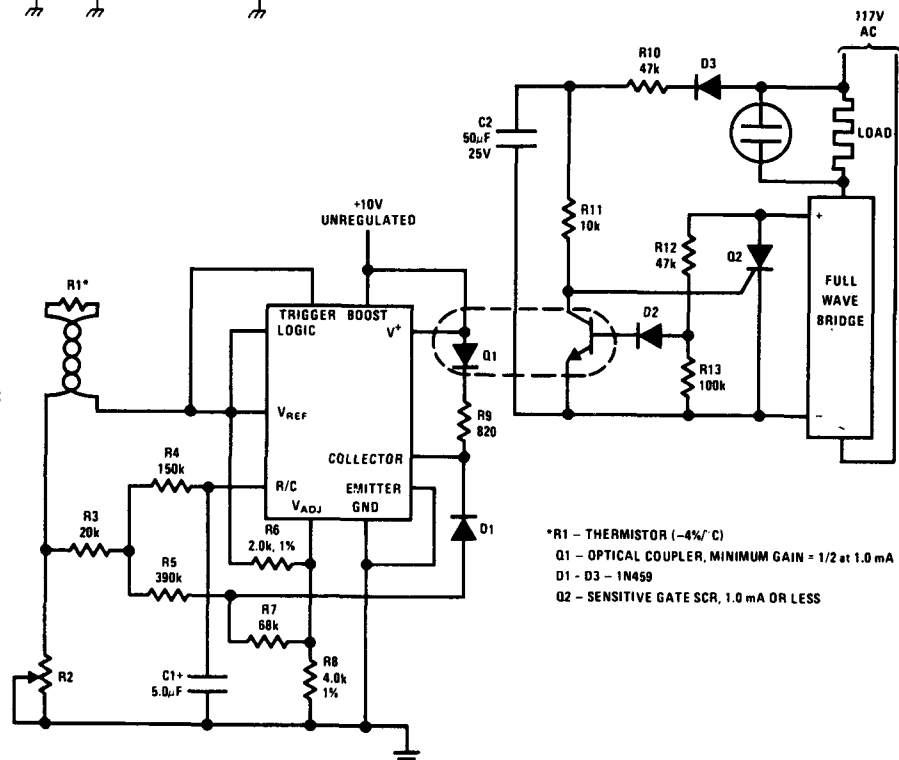 117V
AC
R10
47k
D3
C2
50µF
25V
LOAD
+10V
UNREGULATED
R11
10k
R12
47k
Q2
+
FULL
WAVE
BRIDGE
R1*
TRIGGER BOOST
LOGIC
V+
Q1
D2
R13
100k
VREF
R9
820
−
~
COLLECTOR
R4
150k
R/C
EMITTER
VADJ
GND
R3
20k
R6
2.0k, 1%
D1
R5
390k
R7
68k
R2
C1+
5.0µF
R8
4.0k
1%
*R1 – THERMISTOR (–4%/°C)
Q1 – OPTICAL COUPLER, MINIMUM GAIN = 1/2 at 1.0 mA
D1 - D3 – 1N459
Q2 – SENSITIVE GATE SCR, 1.0 mA OR LESS